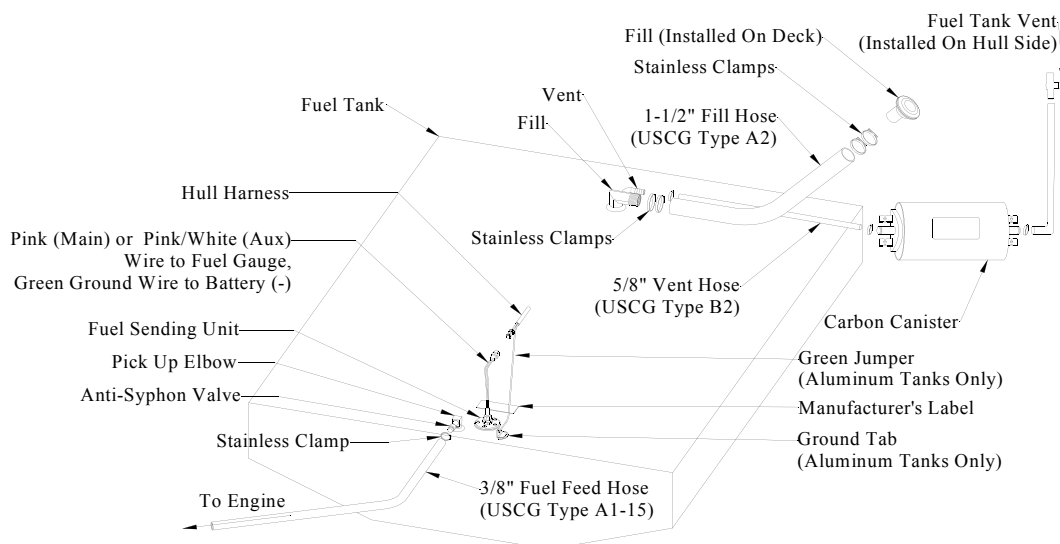 Fuel Tank Vent
(Installed On Hull Side)
Fill (Installed On Deck)
Stainless Clamps
Vent
Fuel Tank
1-1/2" Fill Hose
(USCG Type A2)
Fill
Hull Harness
Pink (Main) or Pink/White (Aux)
Wire to Fuel Gauge,
Green Ground Wire to Battery (-)
Stainless Clamps
5/8" Vent Hose
(USCG Type B2)
Carbon Canister
Fuel Sending Unit
Pick Up Elbow
Anti-Syphon Valve
Stainless Clamp
Green Jumper
(Aluminum Tanks Only)
Manufacturer's Label
Ground Tab
(Aluminum Tanks Only)
To Engine
3/8" Fuel Feed Hose
(USCG Type A1-15)